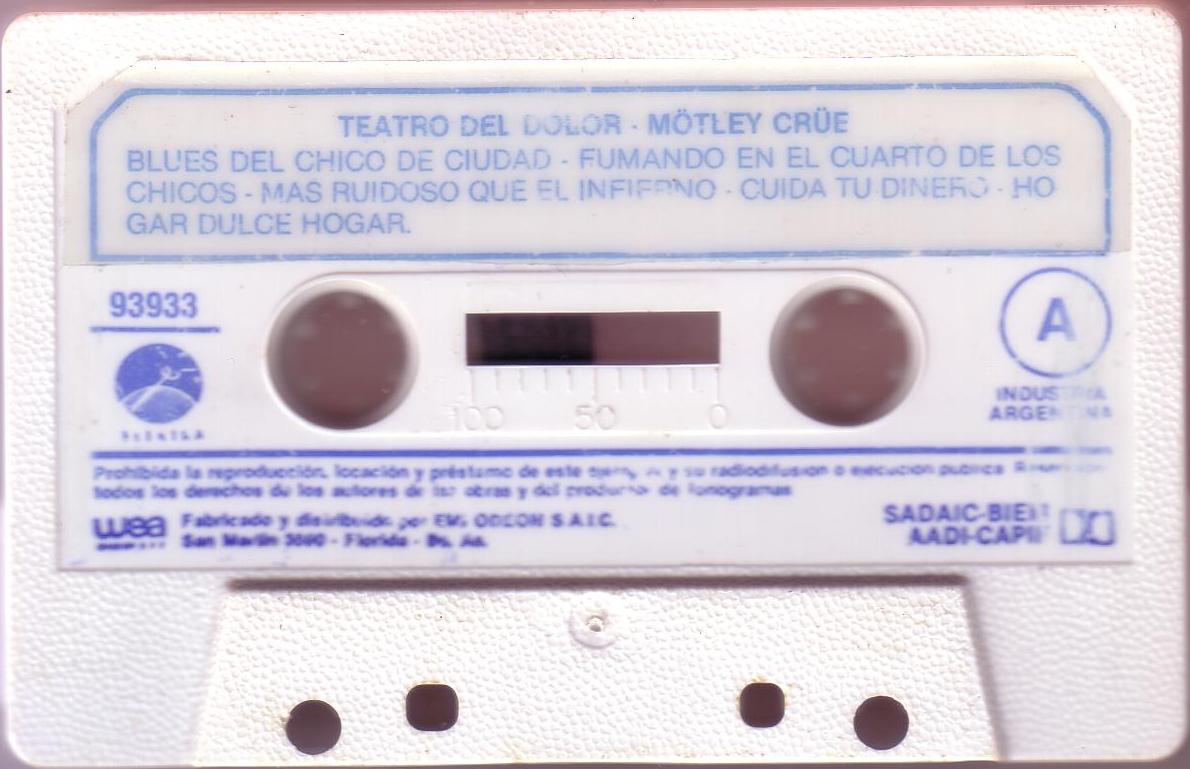 TEATRO DEL DOLOR - MÖTLEY CRÜE
BLUES DEL CHICO DE CIUDAD - FUMANDO EN EL CUARTO DE LOS
CHICOS - MAS RUIDOSO QUE EL INFIERNO - CUIDA TU DINERO - HO
GAR DULCE HOGAR.
93933
A
INDUSTRIA
ARGENTINA
100 50 0
Prohibida la reproducción, locación y préstamo de este y su radiodifusion o ejecucion publica
todos los derechos de los autores de las obras y del productor de fonogramas
wea
Fabricado y distribuido por EMI ODEON S.A.I.C.
San Martin - Florida - Bs. As.
SADAIC-BIEM
AADI-CAPIF